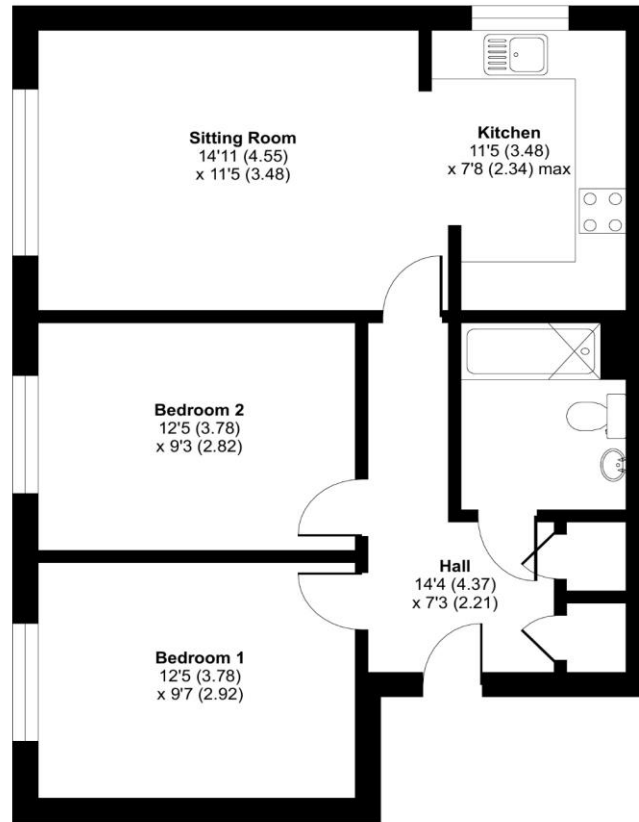 Sitting Room
14'11 (4.55)
x 11'5 (3.48)
Kitchen
11'5 (3.48)
x 7'8 (2.34) max
Bedroom 2
12'5 (3.78)
x 9'3 (2.82)
Hall
14'4 (4.37)
x 7'3 (2.21)
Bedroom 1
12'5 (3.78)
x 9'7 (2.92)